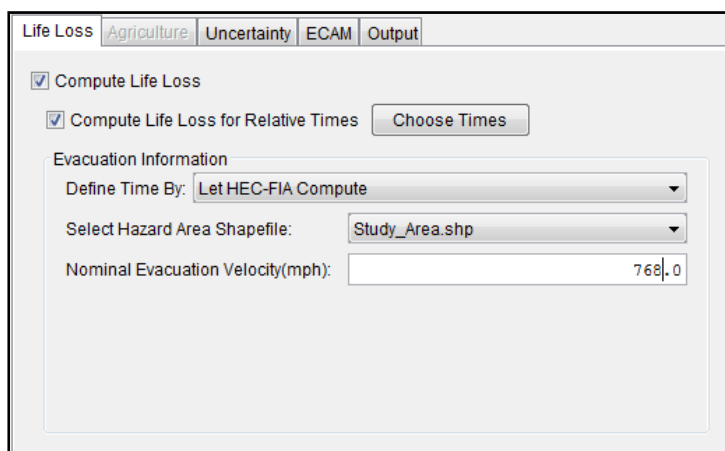 Life Loss Agriculture Uncertainty ECAM Output
Compute Life Loss
Compute Life Loss for Relative Times Choose Times
Evacuation Information
Define Time By: Let HEC-FIA Compute
Select Hazard Area Shapefile: Study_Area.shp
Nominal Evacuation Velocity(mph): 768.0